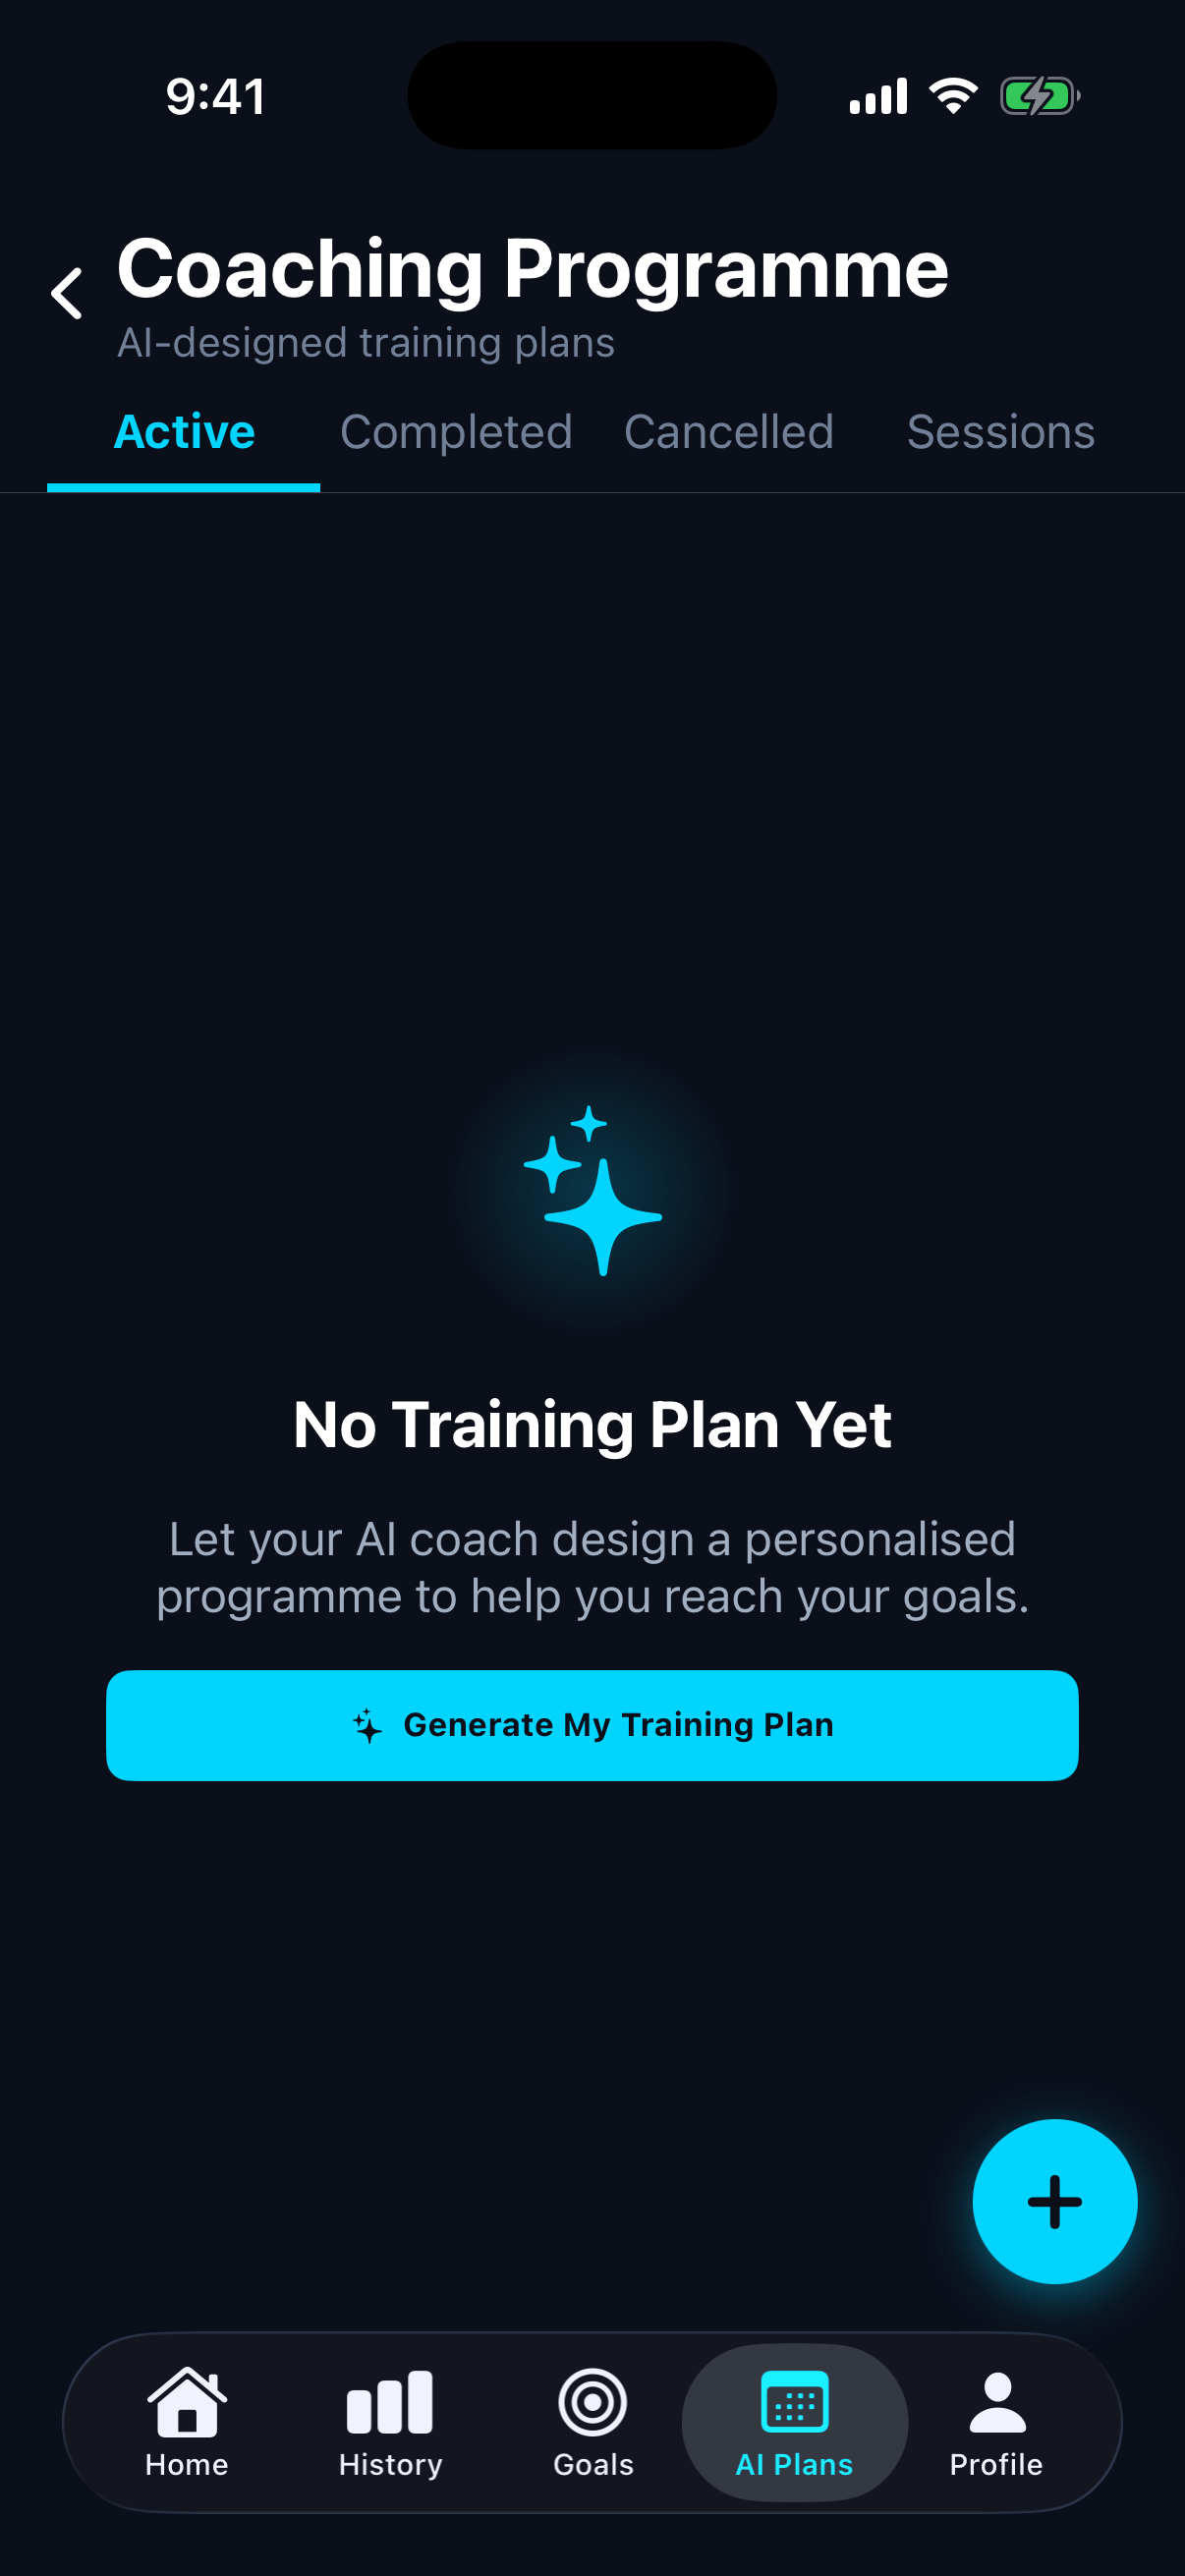 9:41
Coaching Programme
AI-designed training plans
Active Completed Cancelled Sessions
No Training Plan Yet
Let your AI coach design a personalised
programme to help you reach your goals.
Generate My Training Plan
Home History Goals AI Plans Profile